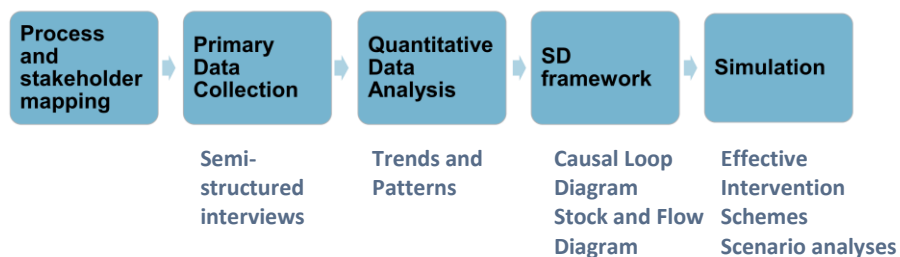 Process
and
stakeholder
mapping
Primary
Data
Collection
Quantitative
Data
Analysis
SD
framework
Simulation
Semi-
structured
interviews
Trends and
Patterns
Causal Loop
Diagram
Stock and Flow
Diagram
Effective
Intervention
Schemes
Scenario analyses